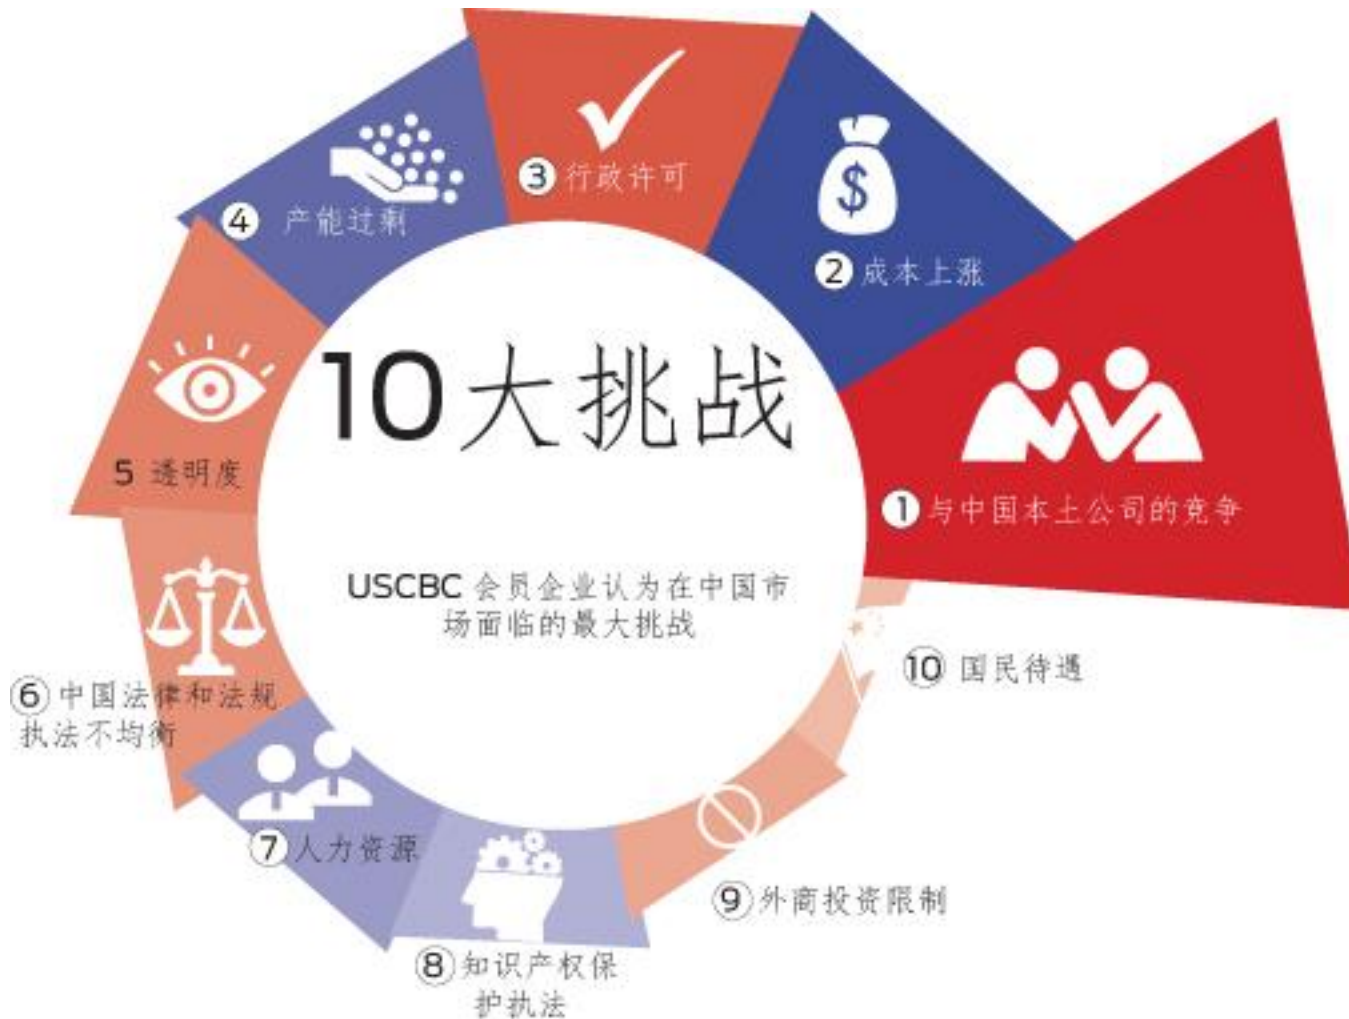 10大挑战
USCBC 会员企业认为在中国市
场面临的最大挑战
1 与中国本土公司的竞争
2 成本上涨
$
3 行政许可
4 产能过剩
5 透明度
6 中国法律和法规
执法不均衡
7 人力资源
8 知识产权保
护执法
9 外商投资限制
10 国民待遇